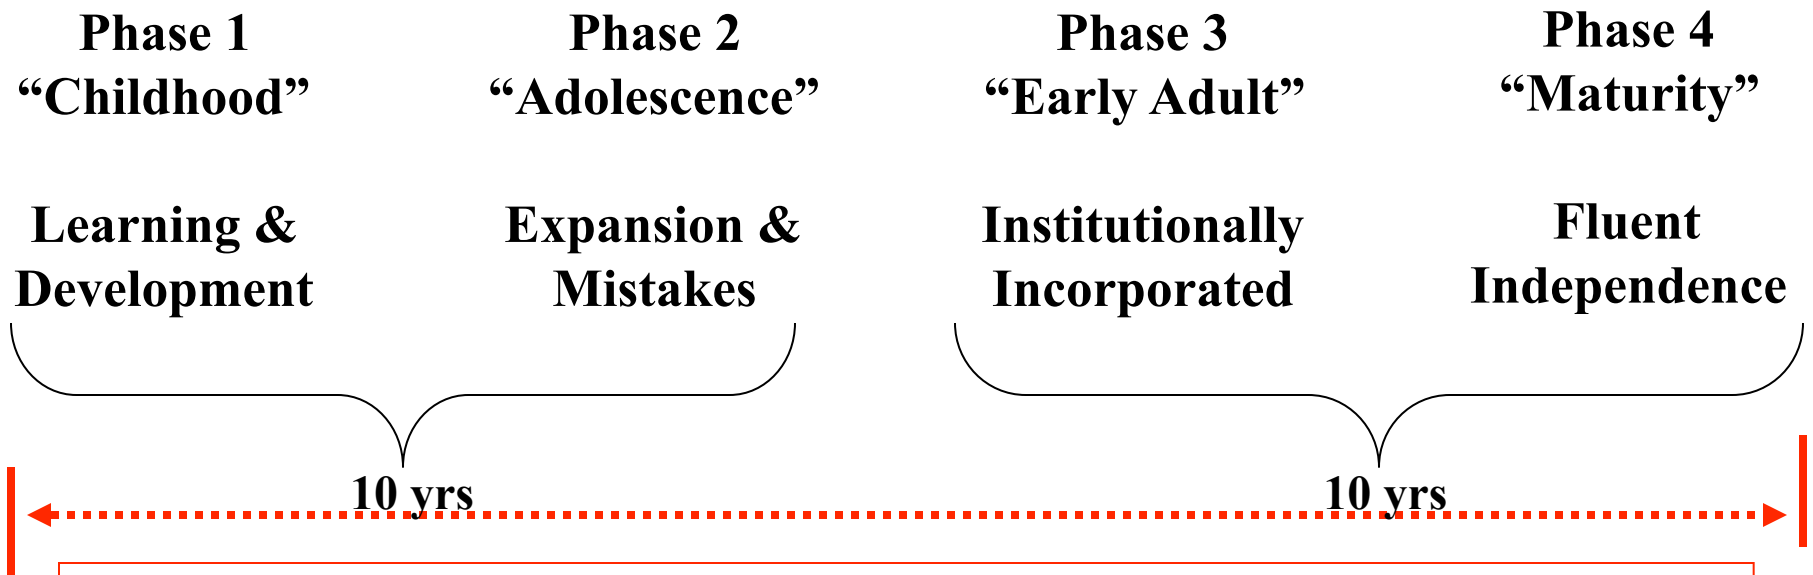 Phase 1
“Childhood”
Learning &
Development
Phase 2
“Adolescence”
Expansion &
Mistakes
Phase 3
“Early Adult”
Institutionally
Incorporated
Phase 4
“Maturity”
Fluent
Independence
10 yrs
10 yrs